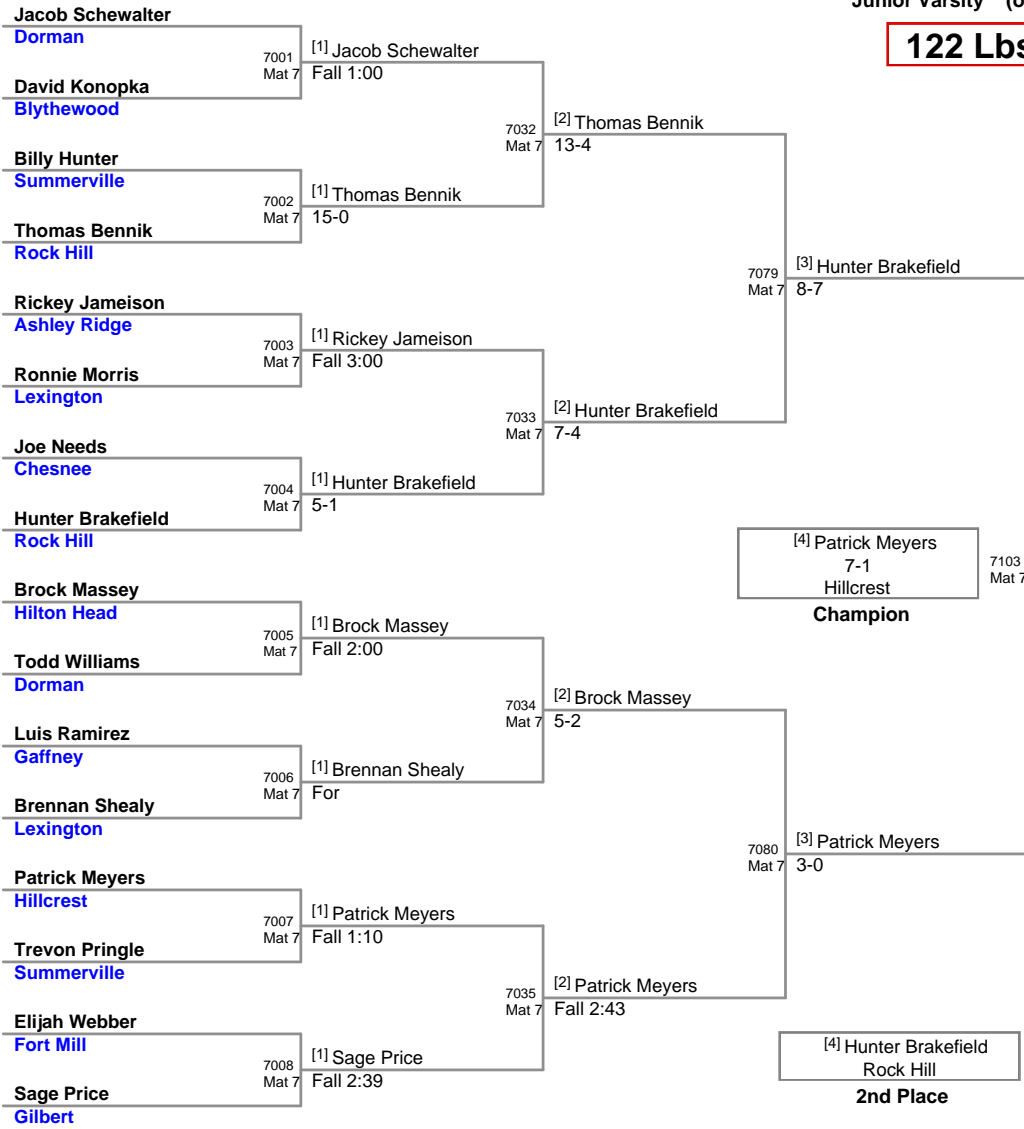 Junior Varsity (o
122 Lbs
Jacob Schewalter
Dorman
David Konopka
Blythewood
7001
Mat 7
[1] Jacob Schewalter
Fall 1:00
Billy Hunter
Summerville
Thomas Bennik
Rock Hill
7002
Mat 7
[1] Thomas Bennik
15-0
7032
Mat 7
[2] Thomas Bennik
13-4
Rickey Jameison
Ashley Ridge
Ronnie Morris
Lexington
7003
Mat 7
[1] Rickey Jameison
Fall 3:00
Joe Needs
Chesnee
Hunter Brakefield
Rock Hill
7004
Mat 7
[1] Hunter Brakefield
5-1
7033
Mat 7
[2] Hunter Brakefield
7-4
7079
Mat 7
[3] Hunter Brakefield
8-7
[4] Patrick Meyers
7-1
Hillcrest
Champion
7103
Mat 7
Brock Massey
Hilton Head
Todd Williams
Dorman
7005
Mat 7
[1] Brock Massey
Fall 2:00
Luis Ramirez
Gaffney
Brennan Shealy
Lexington
7006
Mat 7
[1] Brennan Shealy
For
7034
Mat 7
[2] Brock Massey
5-2
Patrick Meyers
Hillcrest
Trevon Pringle
Summerville
7007
Mat 7
[1] Patrick Meyers
Fall 1:10
Elijah Webber
Fort Mill
Sage Price
Gilbert
7008
Mat 7
[1] Sage Price
Fall 2:39
7035
Mat 7
[2] Patrick Meyers
Fall 2:43
7080
Mat 7
[3] Patrick Meyers
3-0
[4] Hunter Brakefield
Rock Hill
2nd Place